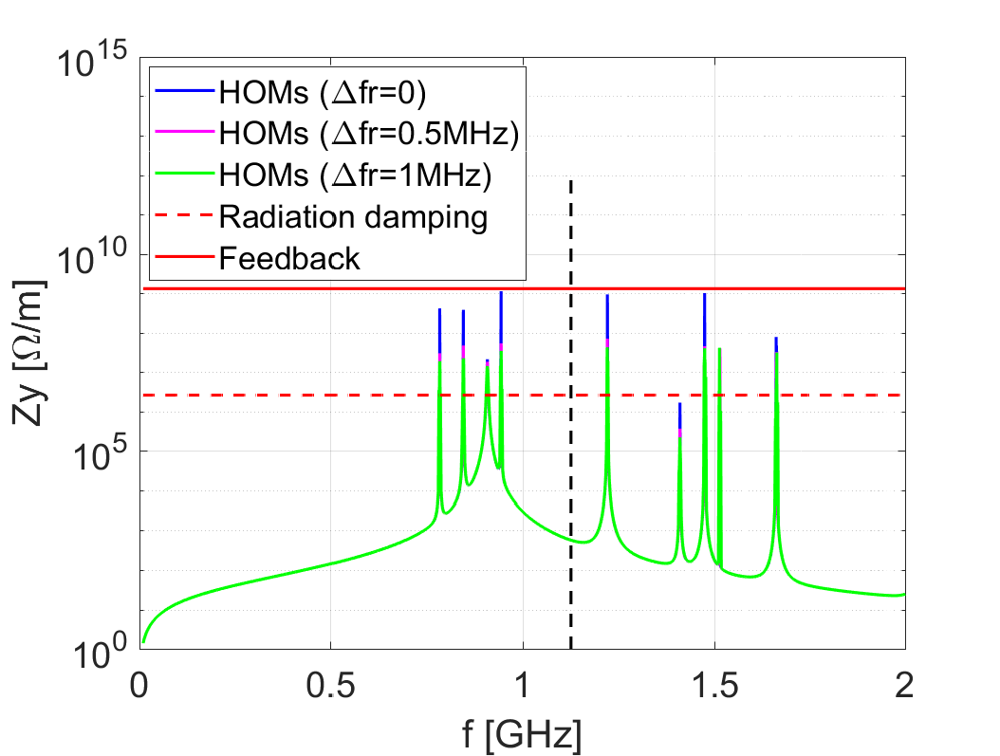 10^15
10^10
10^5
10^0
Zy [Ω/m]
HOMs (Δfr=0)
HOMs (Δfr=0.5MHz)
HOMs (Δfr=1MHz)
Radiation damping
Feedback
0 0.5 1 1.5 2
f [GHz]